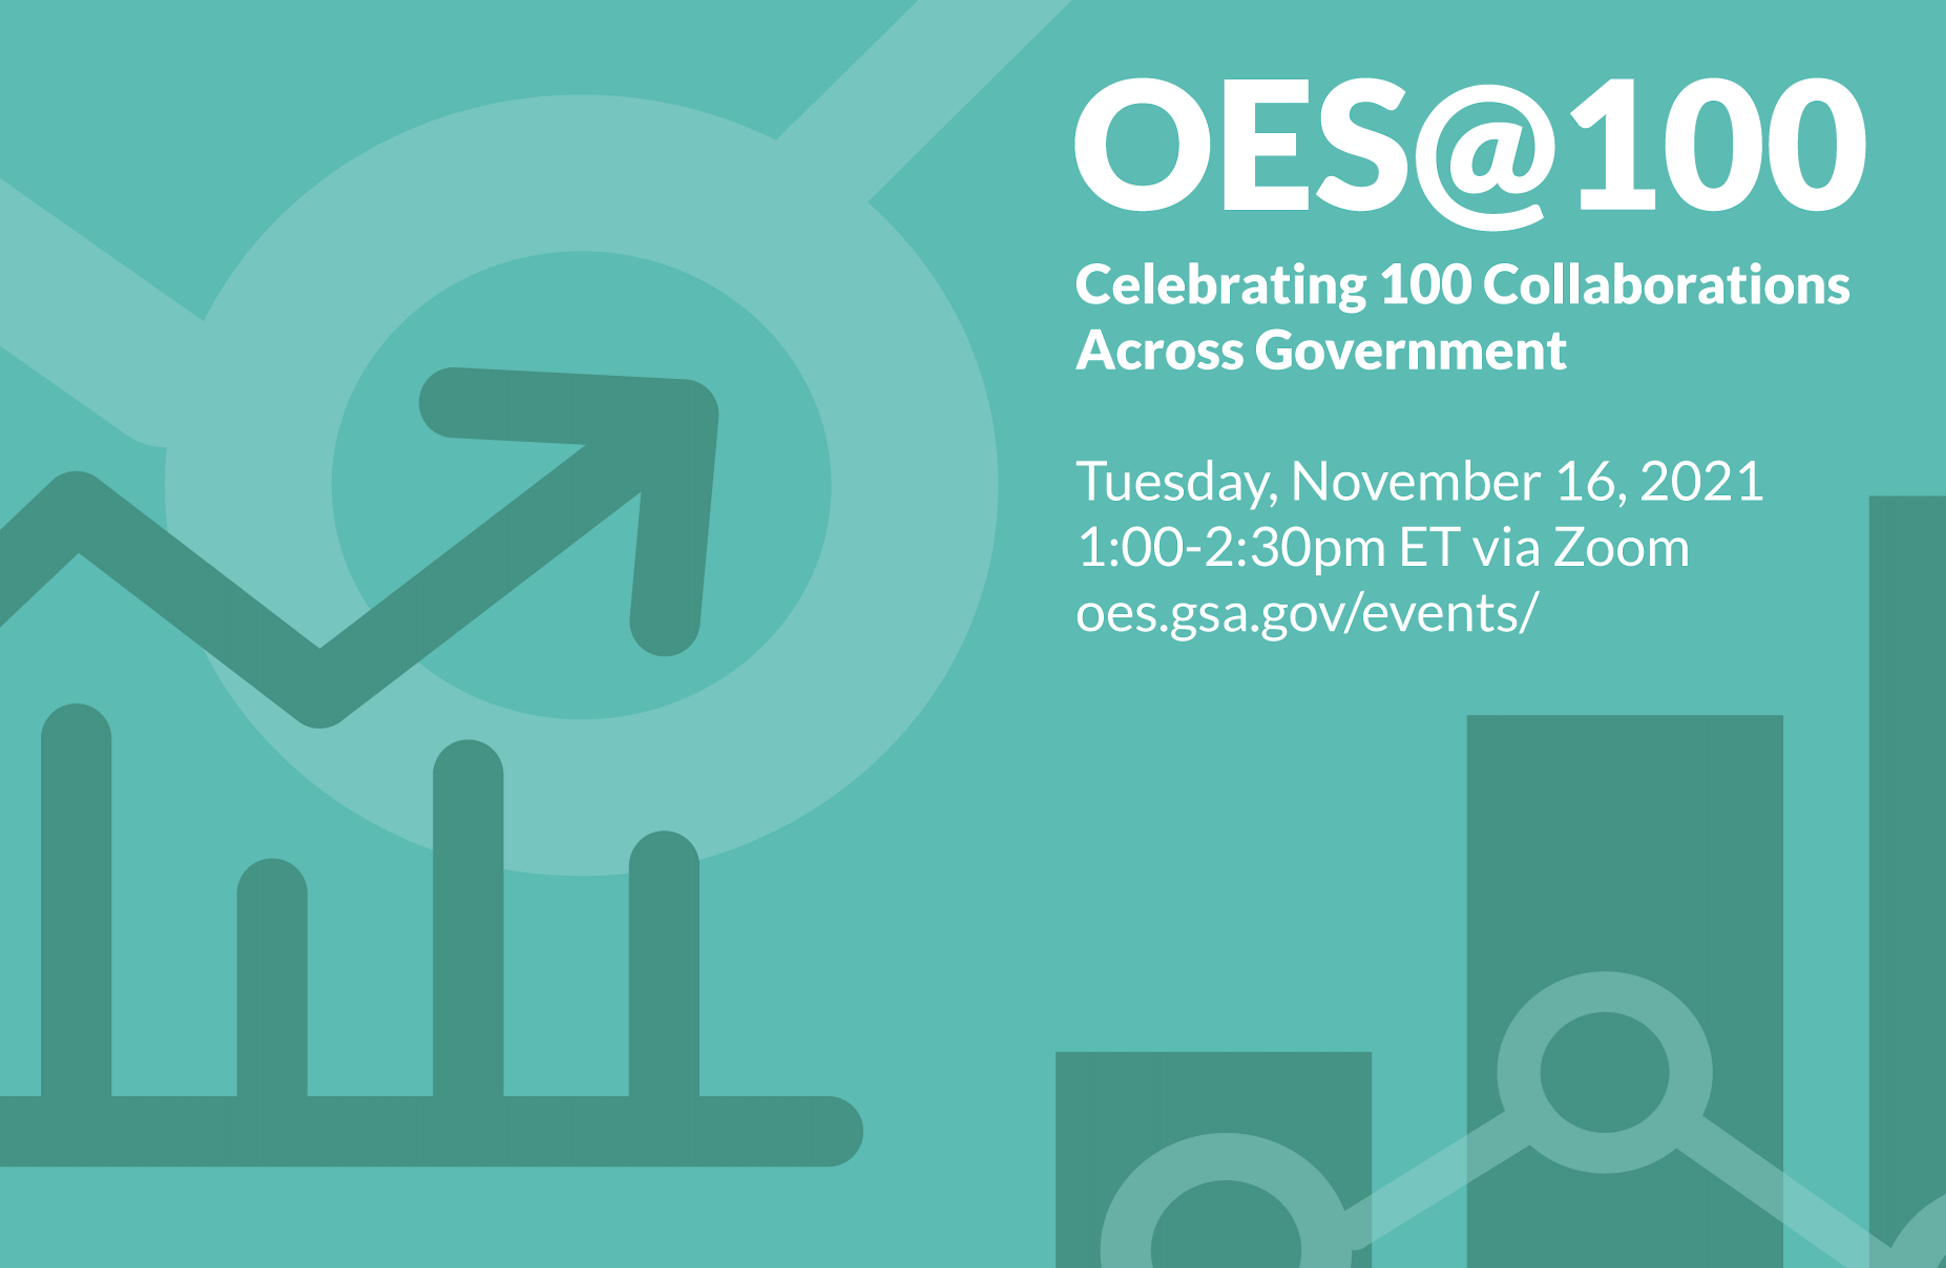 OES@100
Celebrating 100 Collaborations
Across Government
Tuesday, November 16, 2021
1:00-2:30pm ET via Zoom
oes.gsa.gov/events/